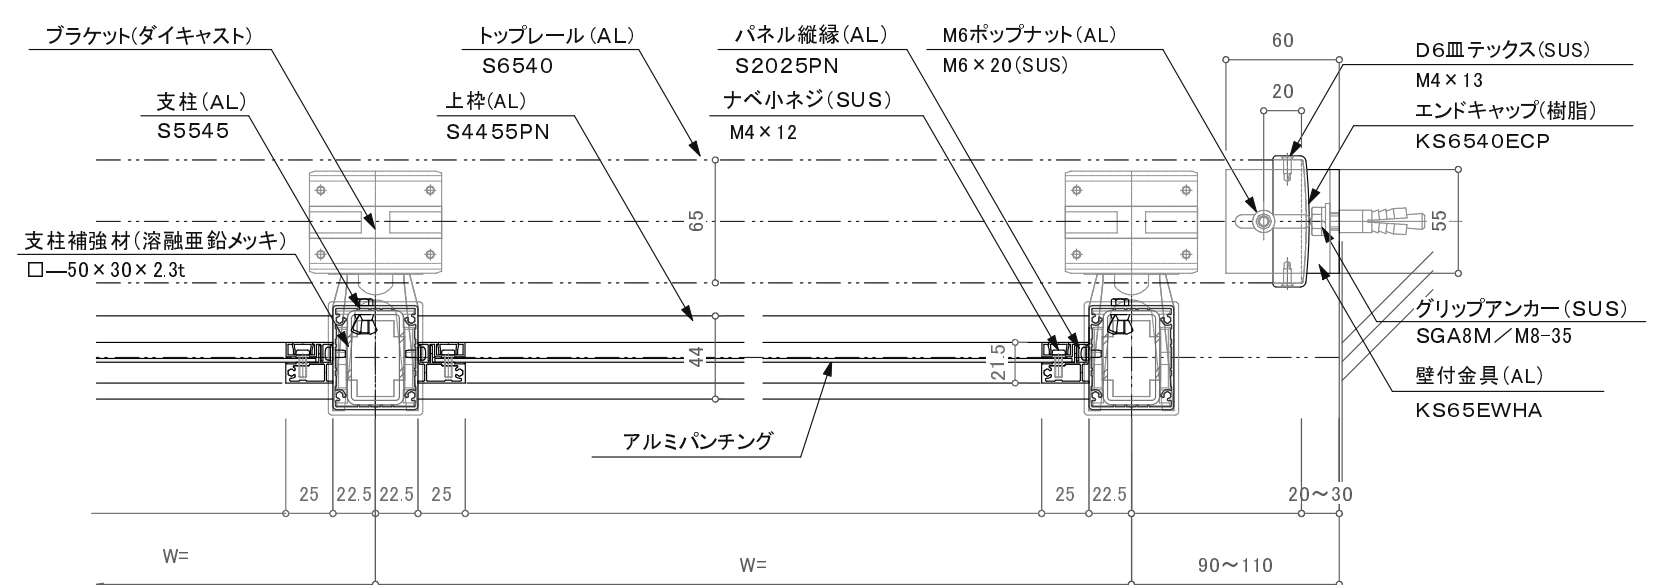 ブラケット(ダイキャスト)
トップレール(AL)
S6540
パネル縦縁(AL)
S2025PN
M6ポップナット(AL)
M6×20(SUS)
60
D6皿テックス(SUS)
M4×13
支柱(AL)
S5545
上枠(AL)
S4455PN
ナベ小ネジ(SUS)
M4×12
20
エンドキャップ(樹脂)
KS6540ECP
65
55
支柱補強材(溶融亜鉛メッキ)
□―50×30×2.3t
グリップアンカー(SUS)
SGA8M／M8-35
44
21.5
壁付金具(AL)
KS65EWHA
アルミパンチング
25
22.5
22.5
25
25
22.5
20～30
W=
W=
90～110